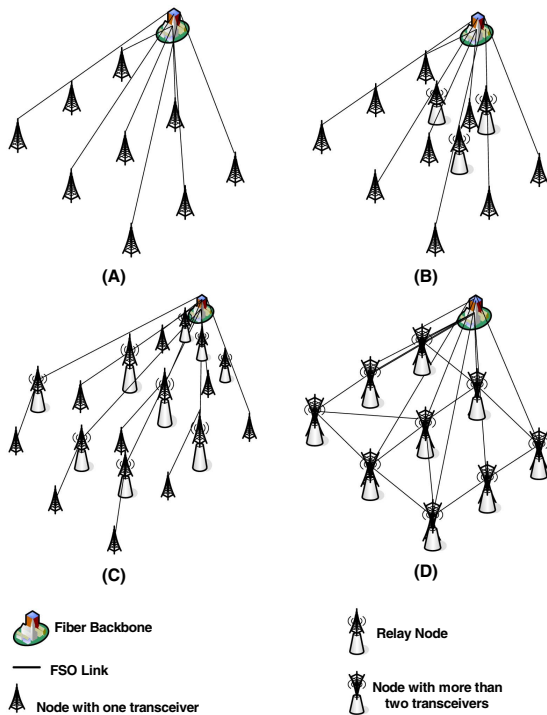 (A)
(B)
(C)
(D)
Fiber Backbone
FSO Link
Node with one transceiver
Relay Node
Node with more than
two transceivers